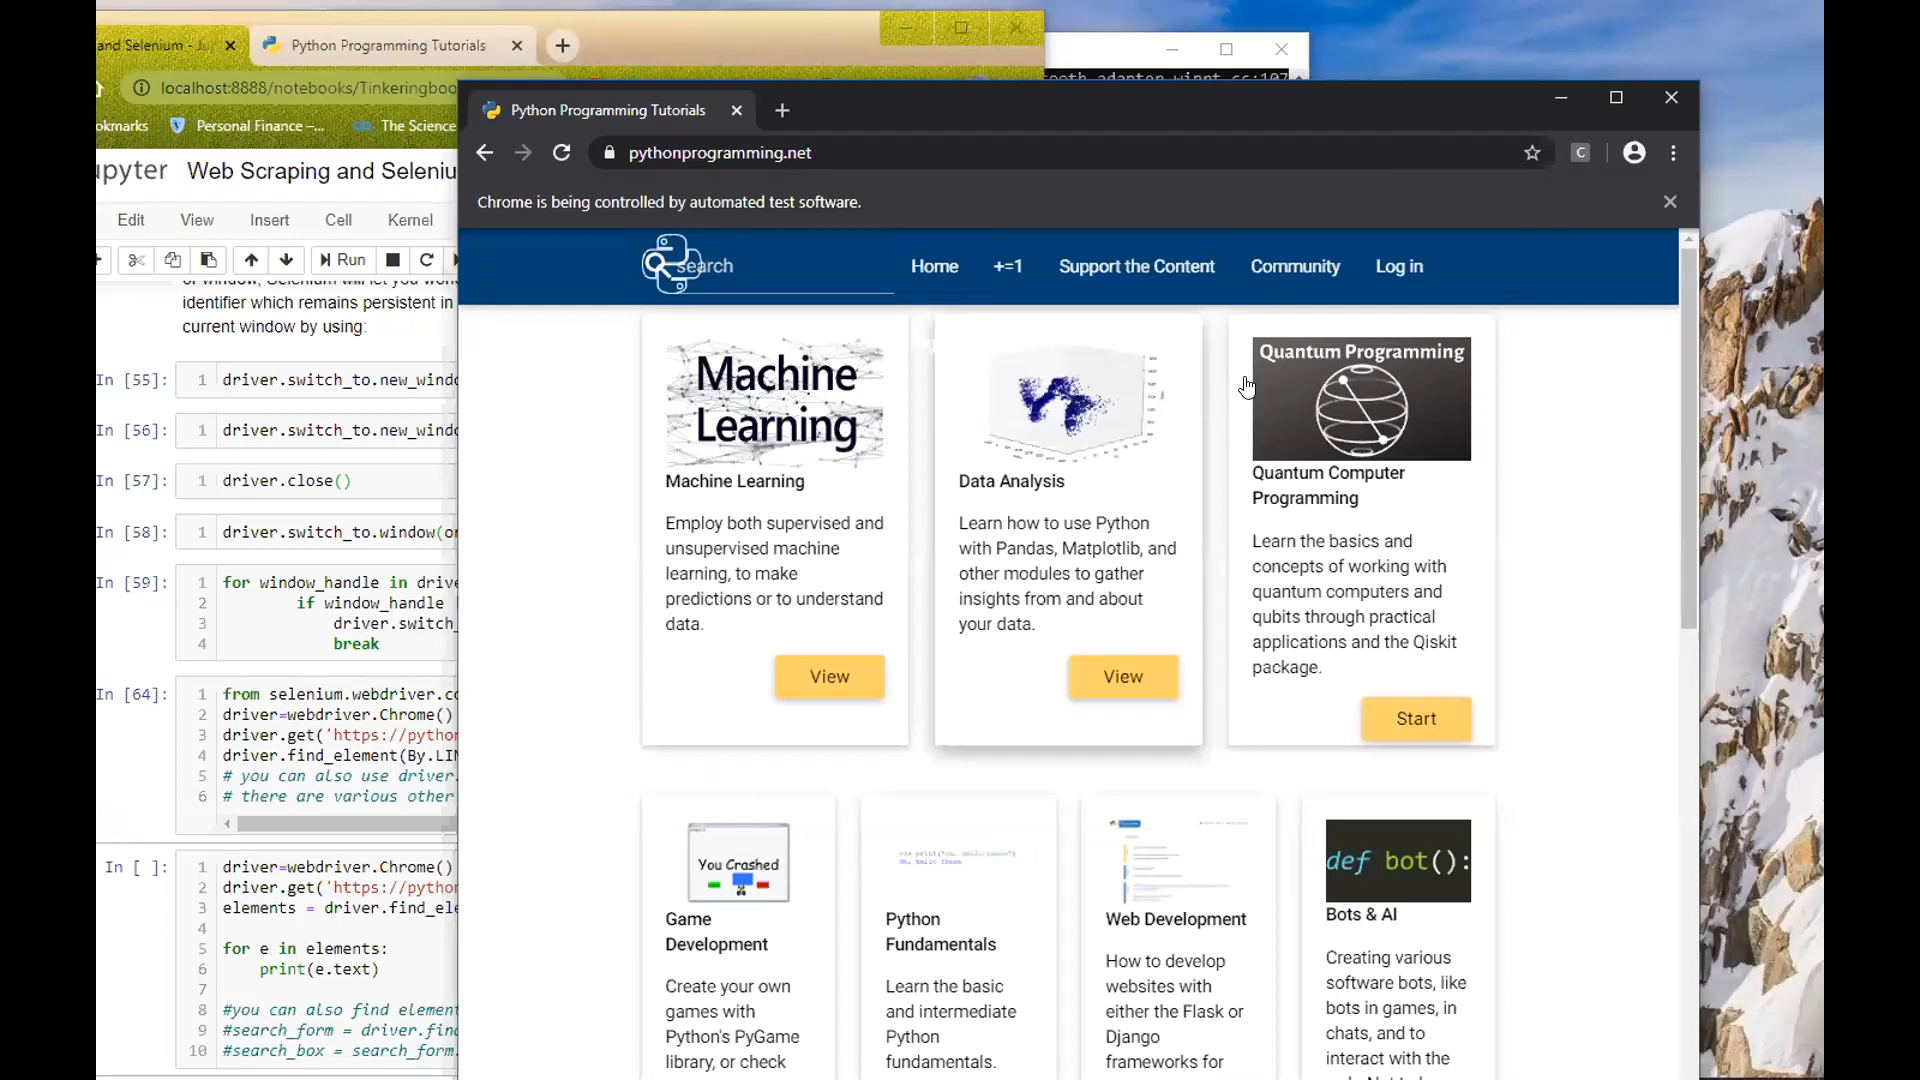 and Selenium - Ju
Python Programming Tutorials
localhost:8888/notebooks/Tinkeringboo
okmarks
Personal Finance –...
The Science
upyter
Web Scraping and Seleniu
Edit
View
Insert
Cell
Kernel
Run
identifier which remains persistent in
current window by using:
In [55]:
1 driver.switch_to.new_windo
In [56]:
1 driver.switch_to.new_windo
In [57]:
1 driver.close()
In [58]:
1 driver.switch_to.window(or
In [59]:
1 for window_handle in drive
2 if window_handle
3 driver.switch_
4 break
In [64]:
1 from selenium.webdriver.co
2 driver=webdriver.Chrome()
3 driver.get('https://python
4 driver.find_element(By.LIN
5 # you can also use driver.
6 # there are various other
In [ ]:
1 driver=webdriver.Chrome()
2 driver.get('https://python
3 elements = driver.find_ele
4
5 for e in elements:
6 print(e.text)
7
8 #you can also find element
9 #search_form = driver.find
10 #search_box = search_form.
Python Programming Tutorials
pythonprogramming.net
C
Chrome is being controlled by automated test software.
search
Home
+=1
Support the Content
Community
Log in
Machine
Learning
Machine Learning
Employ both supervised and
unsupervised machine
learning, to make
predictions or to understand
data.
View
Data Analysis
Learn how to use Python
with Pandas, Matplotlib, and
other modules to gather
insights from and about
your data.
View
Quantum Programming
Quantum Computer
Programming
Learn the basics and
concepts of working with
quantum computers and
qubits through practical
applications and the Qiskit
package.
Start
You Crashed
Game
Development
Create your own
games with
Python's PyGame
library, or check
Python
Fundamentals
Learn the basic
and intermediate
Python
fundamentals.
Web Development
How to develop
websites with
either the Flask or
Django
frameworks for
def bot():
Bots & AI
Creating various
software bots, like
bots in games, in
chats, and to
interact with the